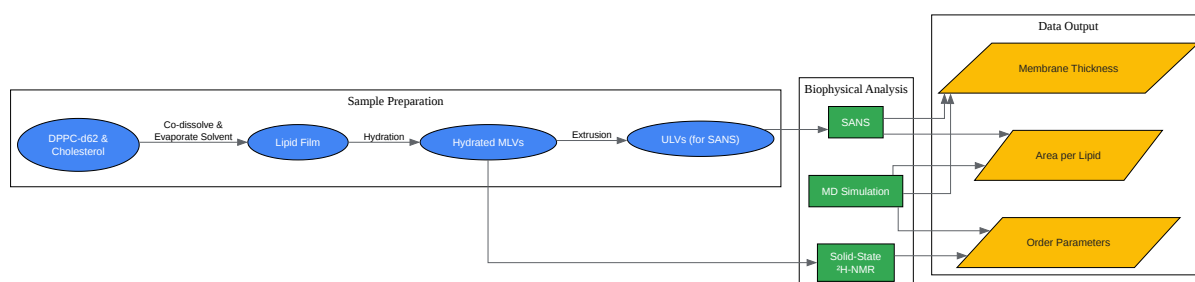 Data Output
Membrane Thickness
Biophysical Analysis
Sample Preparation
SANS
Co-dissolve &
Evaporate Solvent
DPPC-d62 &
Cholesterol
Lipid Film
Hydration
Hydrated MLVs
Extrusion
ULVs (for SANS)
Area per Lipid
MD Simulation
Order Parameters
Solid-State
²H-NMR